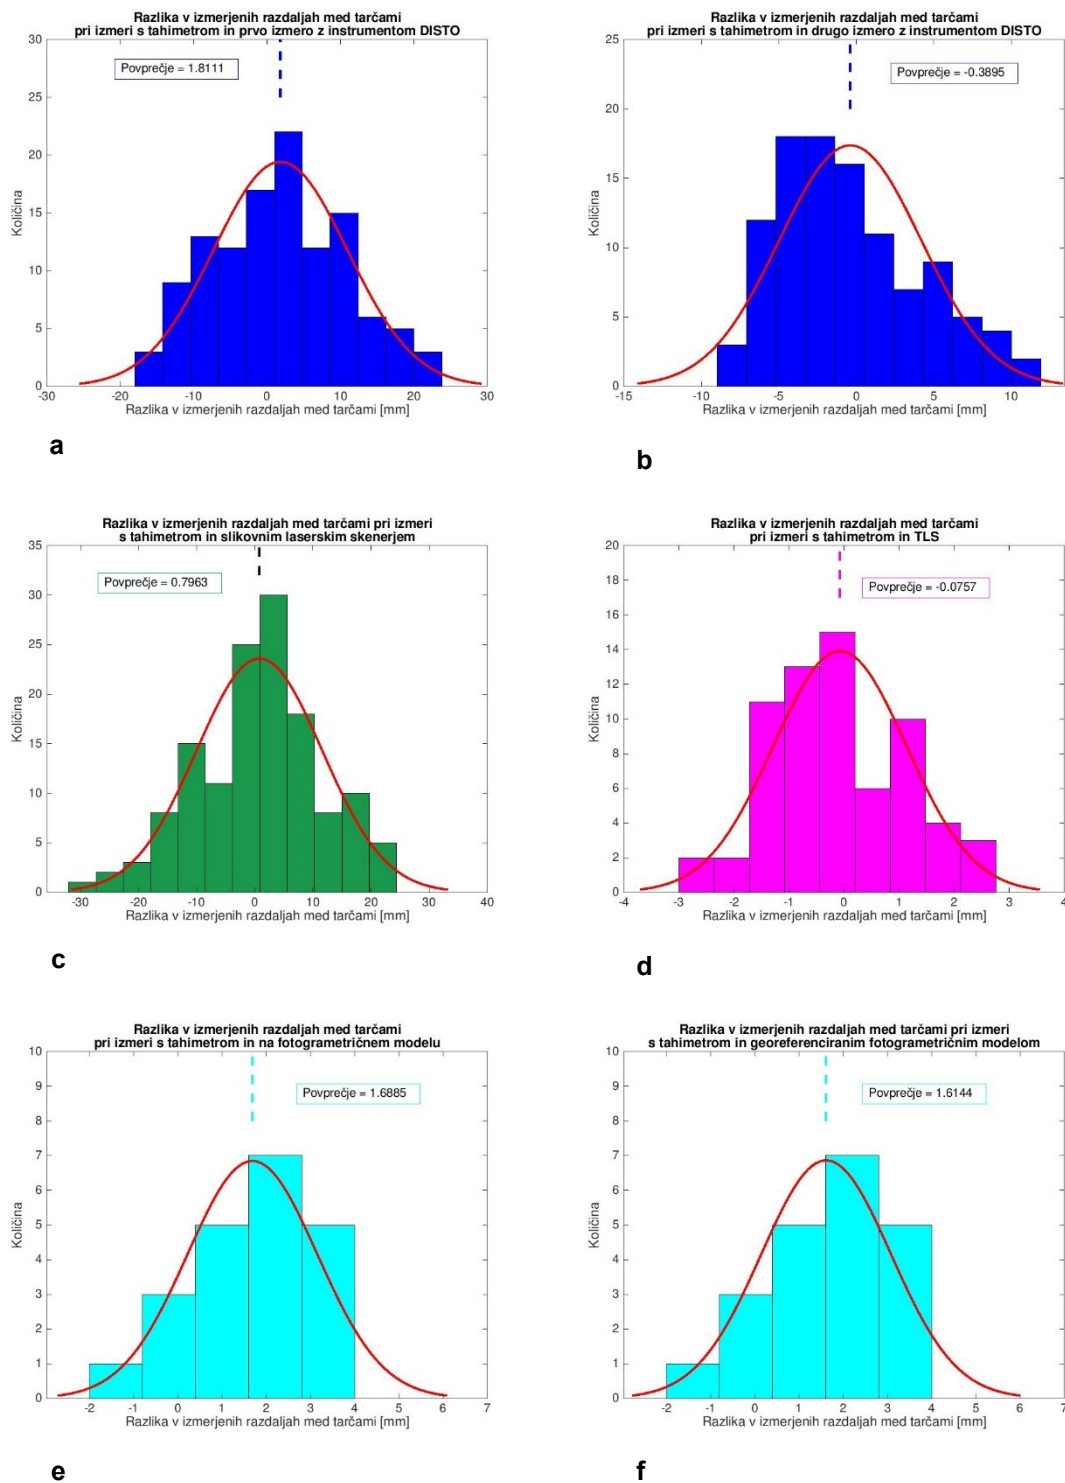 Razlika v izmerjenih razdaljah med tarčami
pri izmeri s tahimetrom in prvo izmero z instrumentom DISTO
30
25
20
15
10
5
0
Količina
Povprečje = 1.8111
-30
-20
-10
0
10
20
30
Razlika v izmerjenih razdaljah med tarčami [mm]
a
Razlika v izmerjenih razdaljah med tarčami
pri izmeri s tahimetrom in drugo izmero z instrumentom DISTO
25
20
15
10
5
0
Količina
Povprečje = -0.3895
-15
-10
-5
0
5
10
Razlika v izmerjenih razdaljah med tarčami [mm]
b
Razlika v izmerjenih razdaljah med tarčami pri izmeri
s tahimetrom in slikovnim laserskim skenerjem
35
30
25
20
15
10
5
0
Količina
Povprečje = 0.7963
-30
-20
-10
0
10
20
30
40
Razlika v izmerjenih razdaljah med tarčami [mm]
c
Razlika v izmerjenih razdaljah med tarčami
pri izmeri s tahimetrom in TLS
20
18
16
14
12
10
8
6
4
2
0
Količina
Povprečje = -0.0757
-4
-3
-2
-1
0
1
2
3
4
Razlika v izmerjenih razdaljah med tarčami [mm]
d
Razlika v izmerjenih razdaljah med tarčami
pri izmeri s tahimetrom in na fotogrametričnem modelu
10
9
8
7
6
5
4
3
2
1
0
Količina
Povprečje = 1.6885
-2
-1
0
1
2
3
4
5
6
7
Razlika v izmerjenih razdaljah med tarčami [mm]
e
Razlika v izmerjenih razdaljah med tarčami pri izmeri
s tahimetrom in georeferenciranim fotogrametričnim modelom
10
9
8
7
6
5
4
3
2
1
0
Količina
Povprečje = 1.6144
-2
-1
0
1
2
3
4
5
6
7
Razlika v izmerjenih razdaljah med tarčami [mm]
f